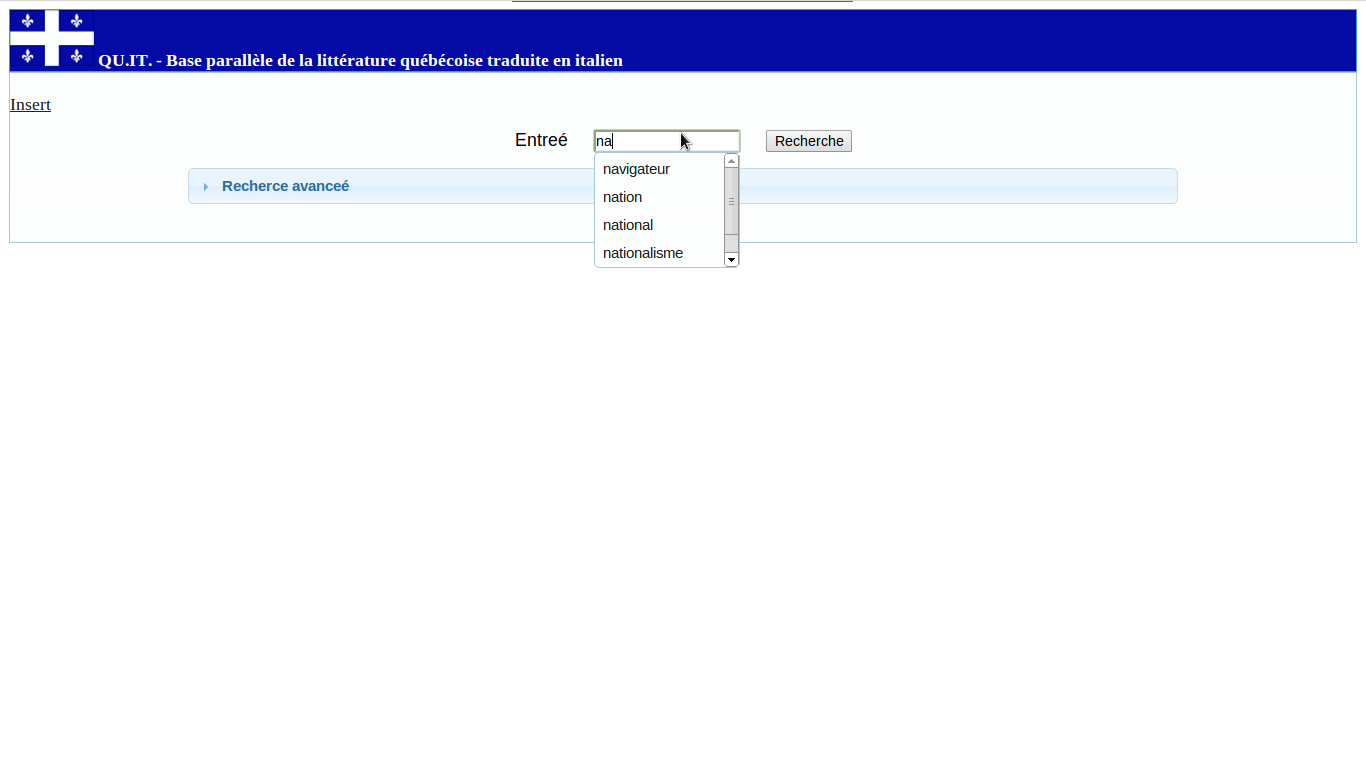 QU.IT. - Base parallèle de la littérature québécoise traduite en italien
Insert
Entreé na Recherche
navigateur
Recerce avanceé
nation
national
nationalisme